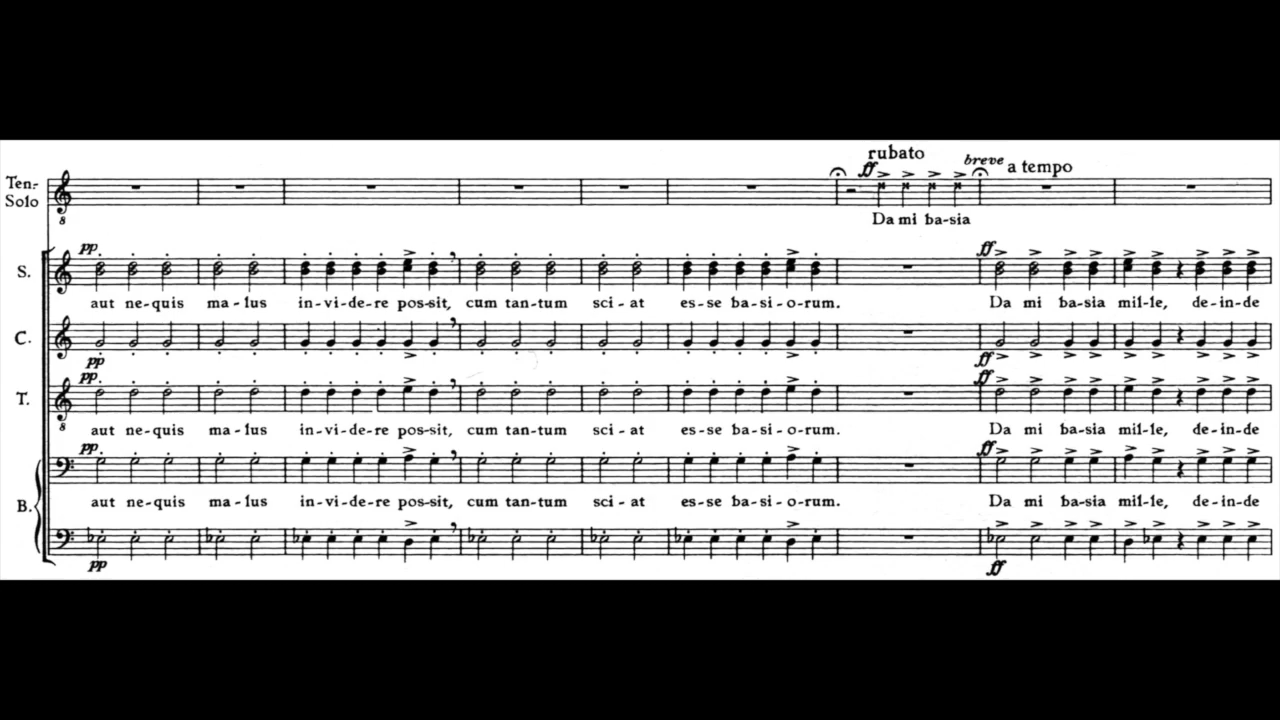 rubato
breve
a tempo
Ten.-
Solo
ff
8
Da mi ba-sia
pp
ff
S.
aut ne-quis ma-lus in-vi-de-re pos-sit, cum tan-tum sci-at es-se ba-si-o-rum. Da mi ba-sia mil-le, de-in-de
C.
pp
ff
pp
ff
T.
8
aut ne-quis ma-lus in-vi-de-re pos-sit, cum tan-tum sci-at es-se ba-si-o-rum. Da mi ba-sia mil-le, de-in-de
pp
ff
B.
aut ne-quis ma-lus in-vi-de-re pos-sit, cum tan-tum sci-at es-se ba-si-o-rum. Da mi ba-sia mil-le, de-in-de
pp
ff